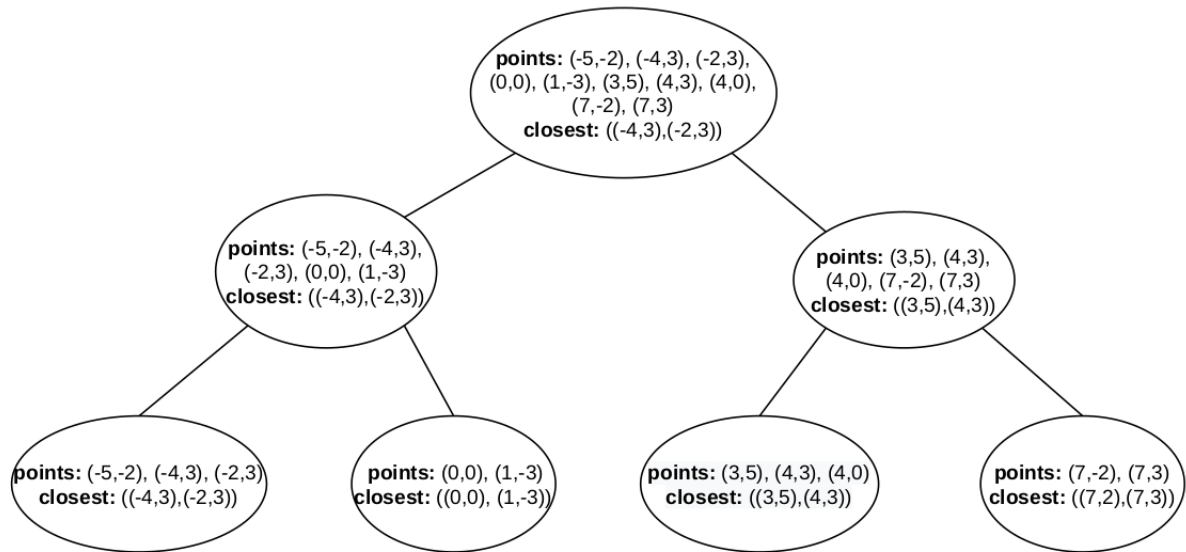 points: (-5,-2), (-4,3), (-2,3),
(0,0), (1,-3), (3,5), (4,3), (4,0),
(7,-2), (7,3)
closest: ((-4,3),(-2,3))
points: (-5,-2), (-4,3),
(-2,3), (0,0), (1,-3)
closest: ((-4,3),(-2,3))
points: (3,5), (4,3),
(4,0), (7,-2), (7,3)
closest: ((3,5),(4,3))
points: (-5,-2), (-4,3), (-2,3)
closest: ((-4,3),(-2,3))
points: (0,0), (1,-3)
closest: ((0,0), (1,-3))
points: (3,5), (4,3), (4,0)
closest: ((3,5),(4,3))
points: (7,-2), (7,3)
closest: ((7,2),(7,3))